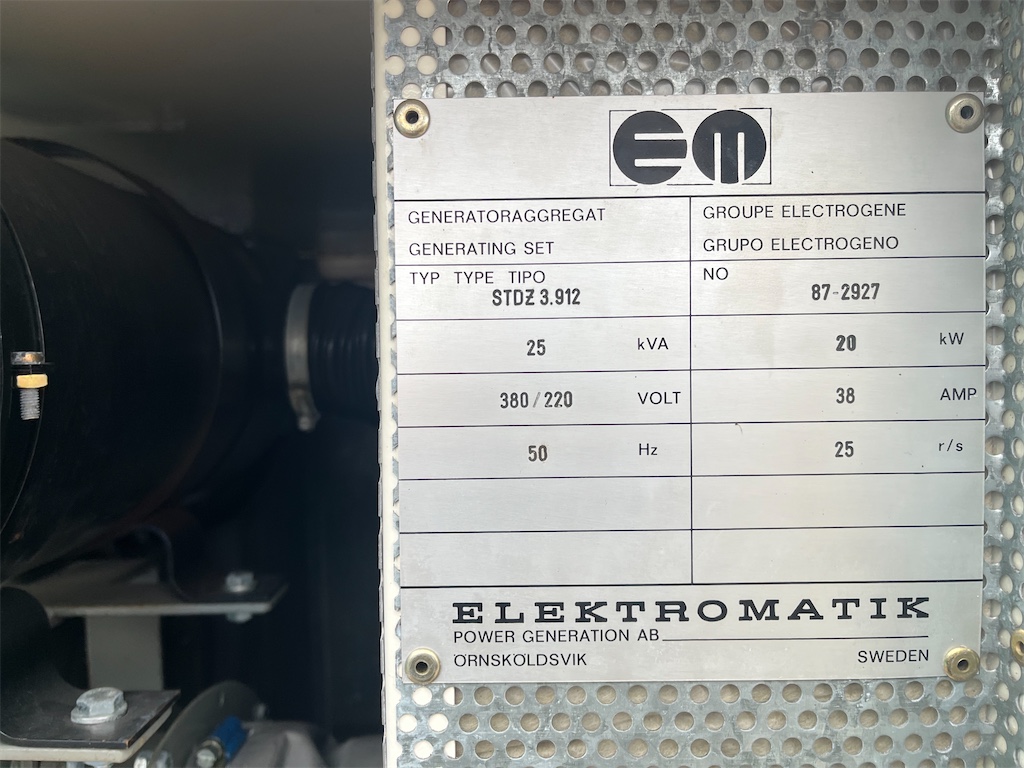 EM
GENERATORAGGREGAT
GENERATING SET
GROUPE ELECTROGENE
GRUPO ELECTROGENO
TYP TYPE TIPO
STDZ 3.912
NO
87-2927
25 kVA
20 kW
380/220 VOLT
38 AMP
50 Hz
25 r/s
ELEKTROMATIK
POWER GENERATION AB
ÖRNSKÖLDSVIK
SWEDEN